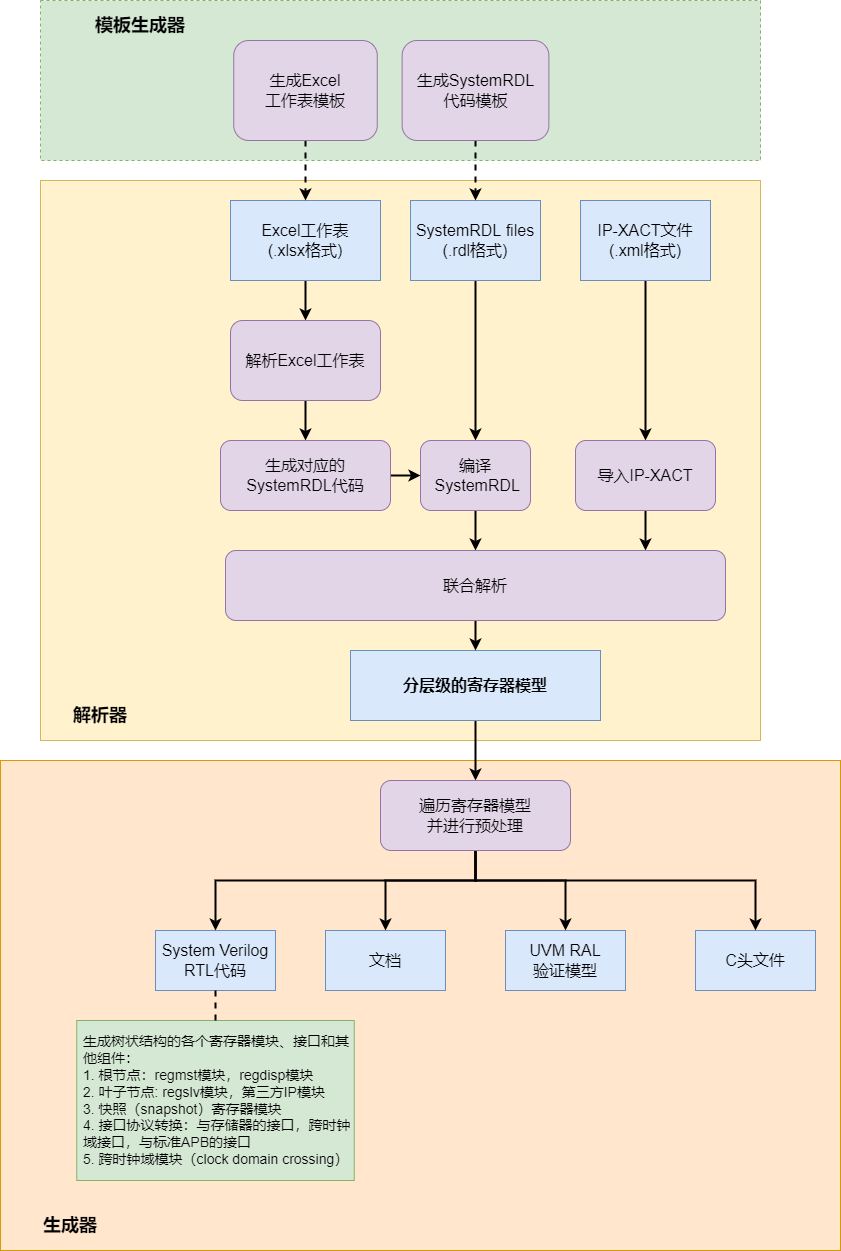 模板生成器
生成Excel
工作表模板
生成SystemRDL
代码模板
Excel工作表
(.xlsx格式)
SystemRDL files
(.rdl格式)
IP-XACT文件
(.xml格式)
解析Excel工作表
生成对应的
SystemRDL代码
编译
SystemRDL
导入IP-XACT
联合解析
分层级的寄存器模型
解析器
遍历寄存器模型
并进行预处理
System Verilog
RTL代码
文档
UVM RAL
验证模型
C头文件
生成树状结构的各个寄存器模块、接口和其
他组件：
1. 根节点：regmst模块，regdisp模块
2. 叶子节点: regslv模块，第三方IP模块
3. 快照（snapshot）寄存器模块
4. 接口协议转换：与存储器的接口，跨时钟
域接口，与标准APB的接口
5. 跨时钟域模块（clock domain crossing）
生成器